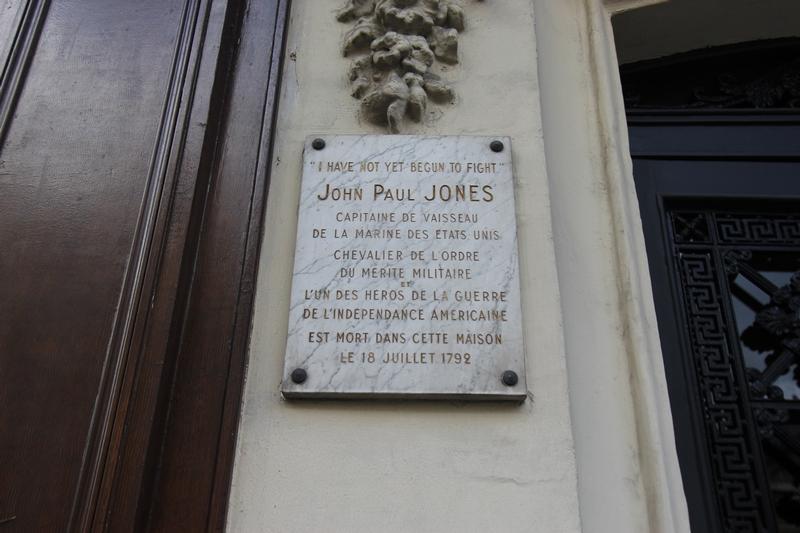 "I HAVE NOT YET BEGUN TO FIGHT"
JOHN PAUL JONES
CAPITAINE DE VAISSEAU
DE LA MARINE DES ETATS UNIS
CHEVALIER DE L'ORDRE
DU MERITE MILITAIRE
ET
L'UN DES HEROS DE LA GUERRE
DE L'INDEPENDANCE AMERICAINE
EST MORT DANS CETTE MAISON
LE 18 JUILLET 1792